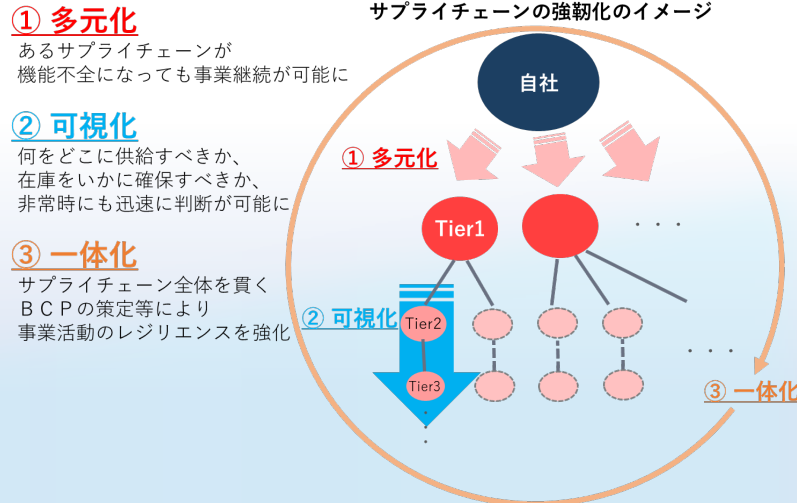 サプライチェーンの強靭化のイメージ
① 多元化
あるサプライチェーンが
機能不全になっても事業継続が可能に
② 可視化
何をどこに供給すべきか、
在庫をいかに確保すべきか、
非常時にも迅速に判断が可能に
③ 一体化
サプライチェーン全体を貫く
ＢＣＰの策定等により
事業活動のレジリエンスを強化
自社
① 多元化
Tier1
・・・
② 可視化
Tier2
・・・
Tier3
③ 一体化
・・・